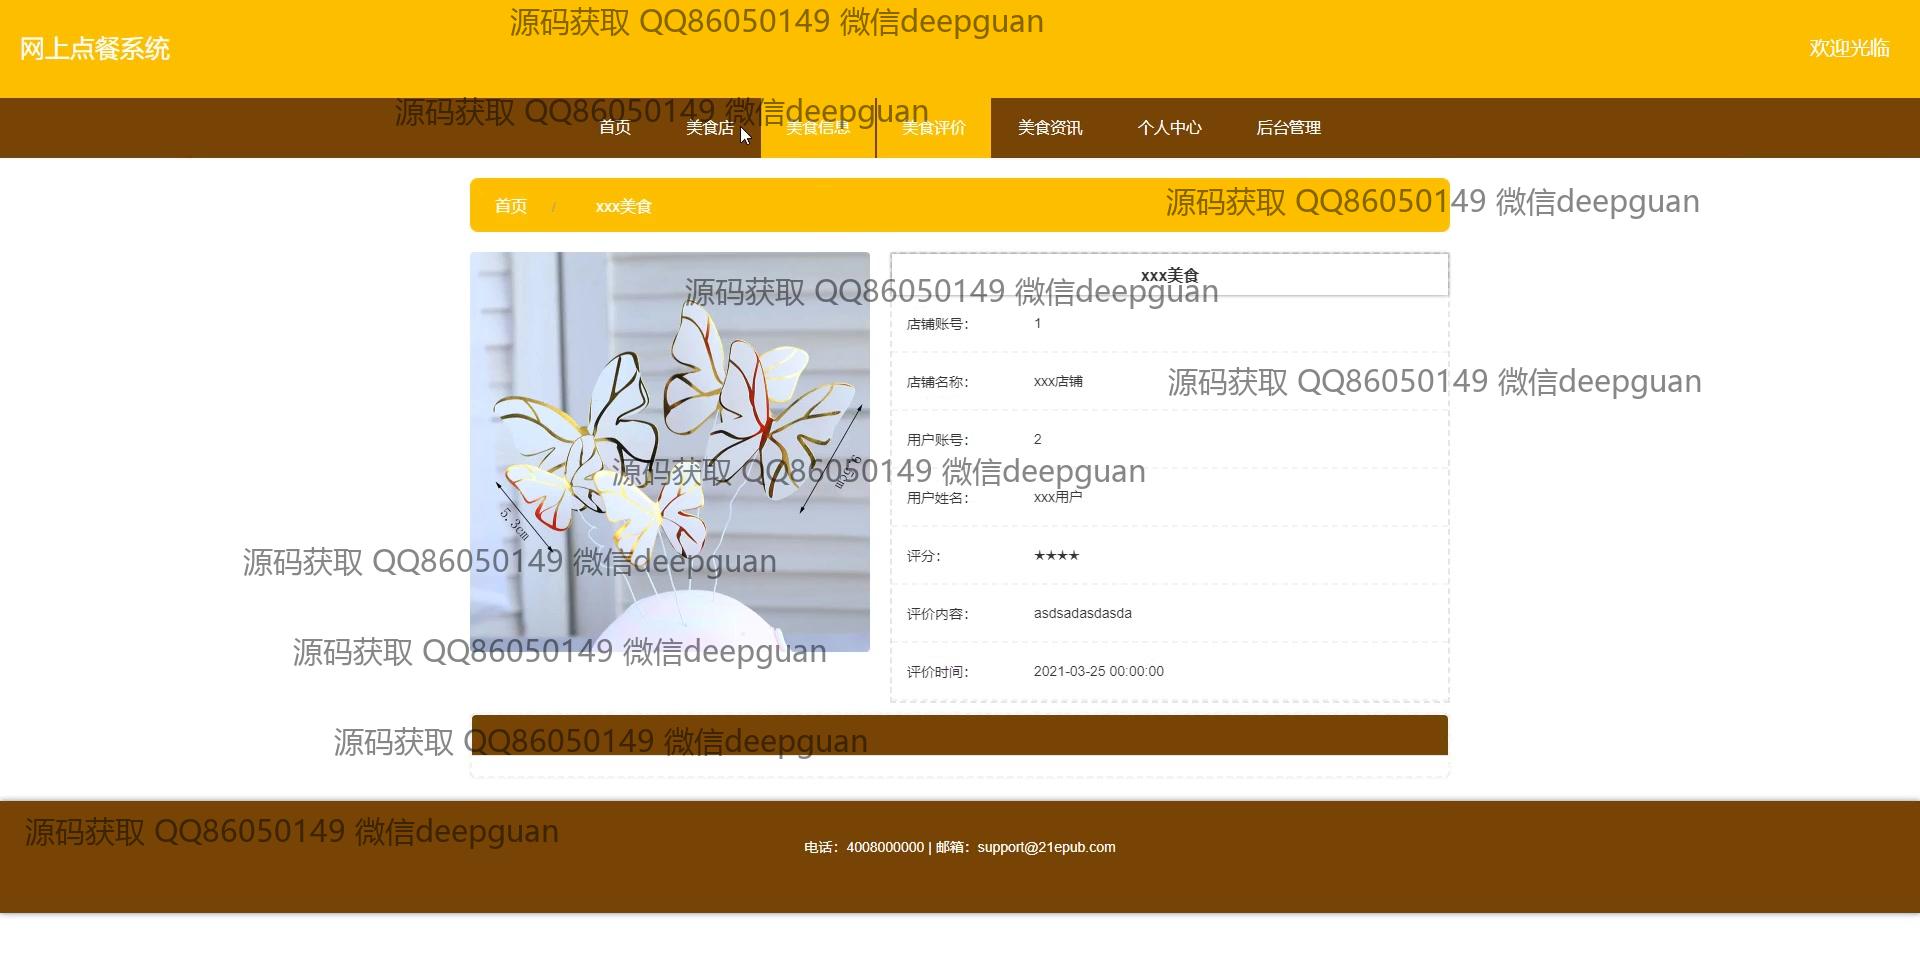 源码获取 QQ86050149 微信deepguan
网上点餐系统
欢迎光临
源码获取 QQ86050149 微信deepguan
首页 美食店 美食信息 美食评价 美食资讯 个人中心 后台管理
源码获取 QQ86050149 微信deepguan
首页 / xxx美食
xxx美食
源码获取 QQ86050149 微信deepguan
店铺账号： 1
店铺名称： xxx店铺
源码获取 QQ86050149 微信deepguan
用户账号： 2
源码获取 QQ86050149 微信deepguan
9.5cm
用户姓名： xxx用户
5.3cm
评分： ★★★★
源码获取 QQ86050149 微信deepguan
评价内容： asdsadasdasda
源码获取 QQ86050149 微信deepguan
评价时间： 2021-03-25 00:00:00
源码获取 QQ86050149 微信deepguan
源码获取 QQ86050149 微信deepguan
电话：4008000000 | 邮箱：support@21epub.com